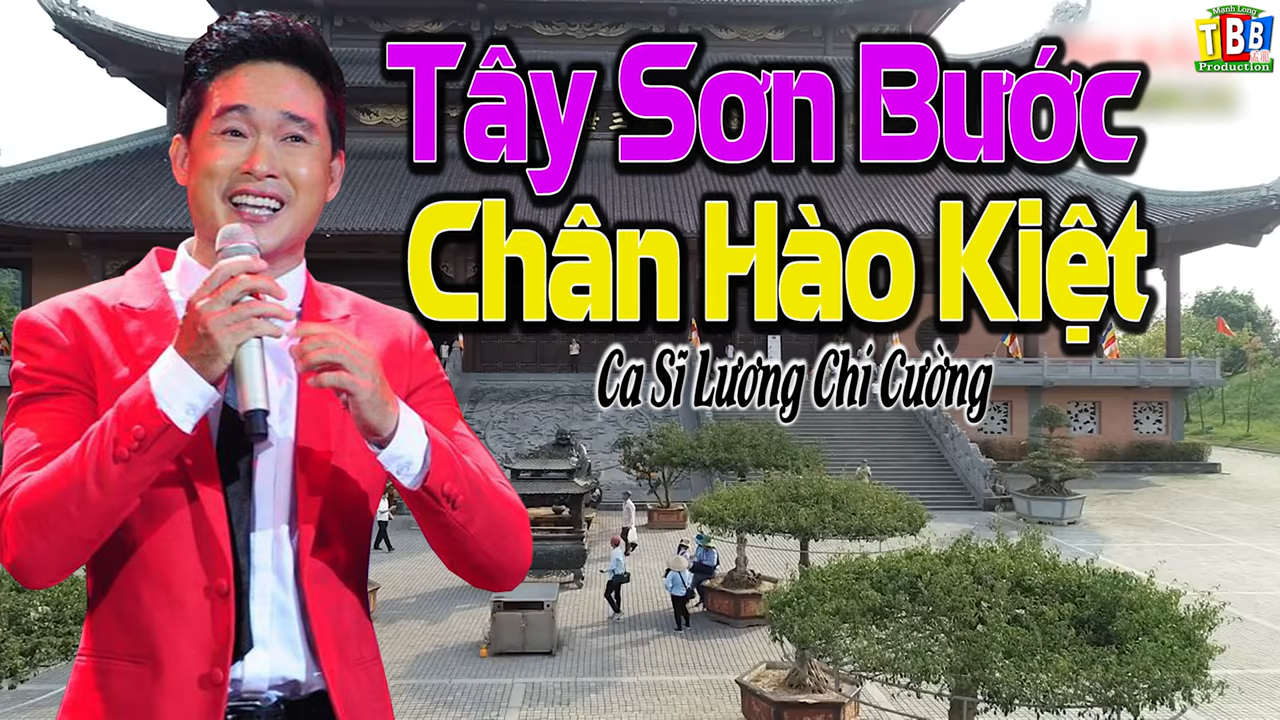 Manh Long
TBB
Production
Tây Sơn Bước
Chân Hào Kiệt
Ca Sĩ Lương Chí Cường